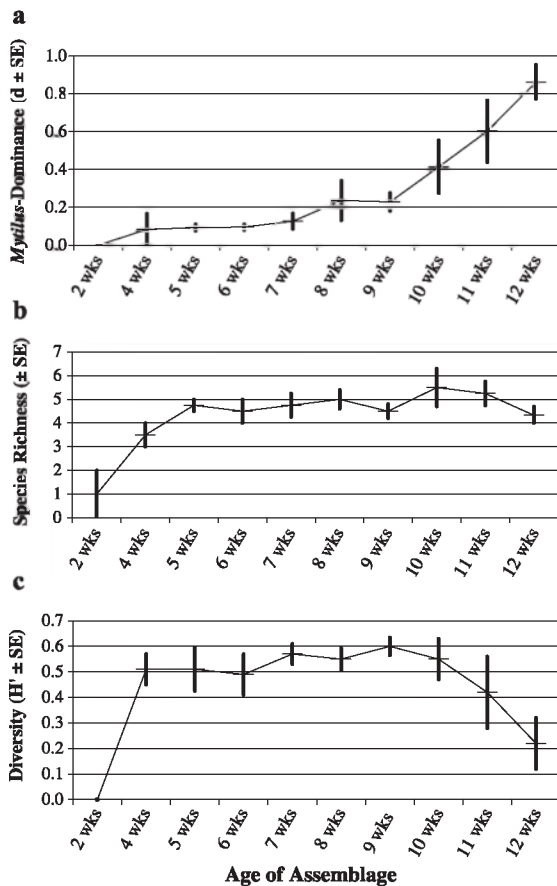 a
Mytilus-Dominance (d ± SE)
1.0
0.8
0.6
0.4
0.2
0.0
2 wks 4 wks 5 wks 6 wks 7 wks 8 wks 9 wks 10 wks 11 wks 12 wks
b
Species Richness (± SE)
7
6
5
4
3
2
1
0
2 wks 4 wks 5 wks 6 wks 7 wks 8 wks 9 wks 10 wks 11 wks 12 wks
c
Diversity (H' ± SE)
0.7
0.6
0.5
0.4
0.3
0.2
0.1
0.0
2 wks 4 wks 5 wks 6 wks 7 wks 8 wks 9 wks 10 wks 11 wks 12 wks
Age of Assemblage